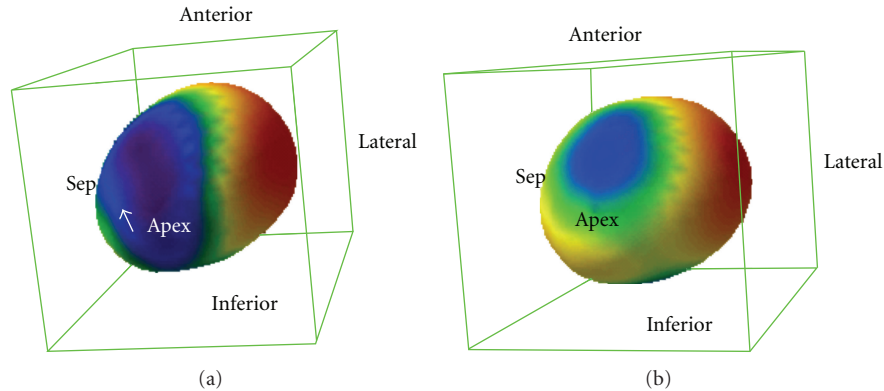 Anterior
Lateral
Sep
Apex
Inferior
(a)
Anterior
Lateral
Sep
Apex
Inferior
(b)